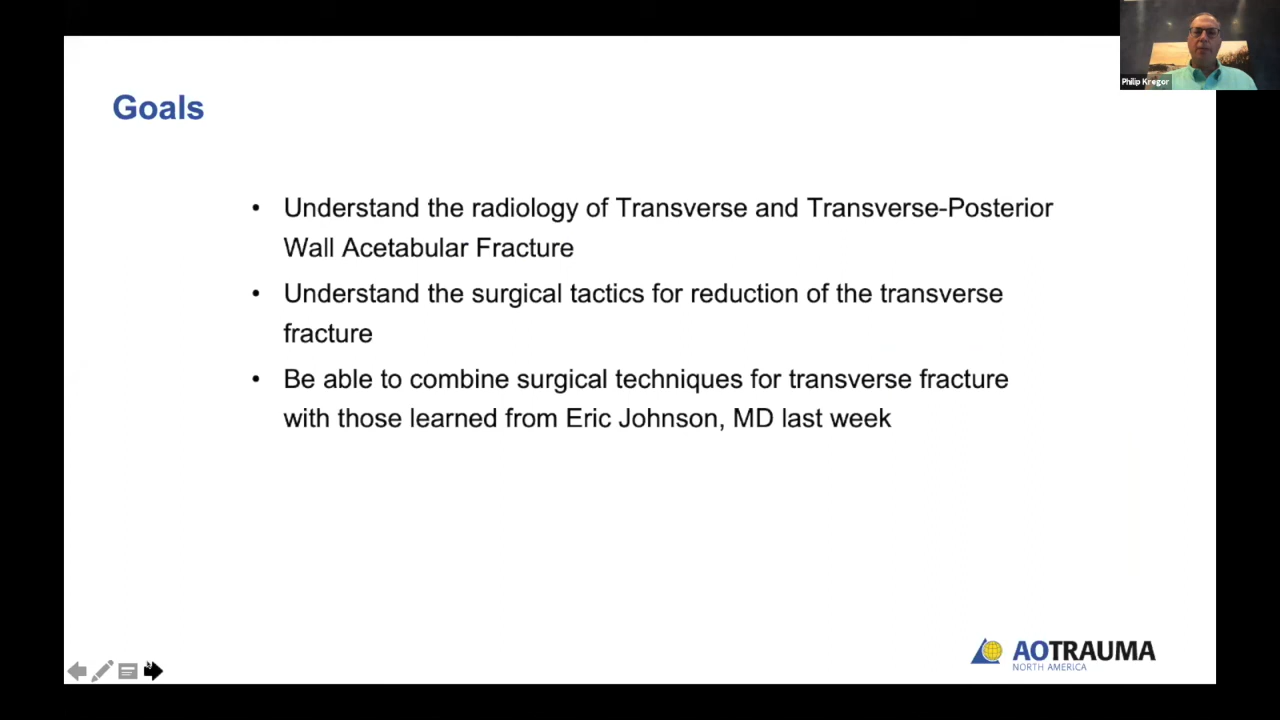 Philip Kregor
Goals
• Understand the radiology of Transverse and Transverse-Posterior
Wall Acetabular Fracture
• Understand the surgical tactics for reduction of the transverse
fracture
• Be able to combine surgical techniques for transverse fracture
with those learned from Eric Johnson, MD last week
AOTRAUMA
NORTH AMERICA